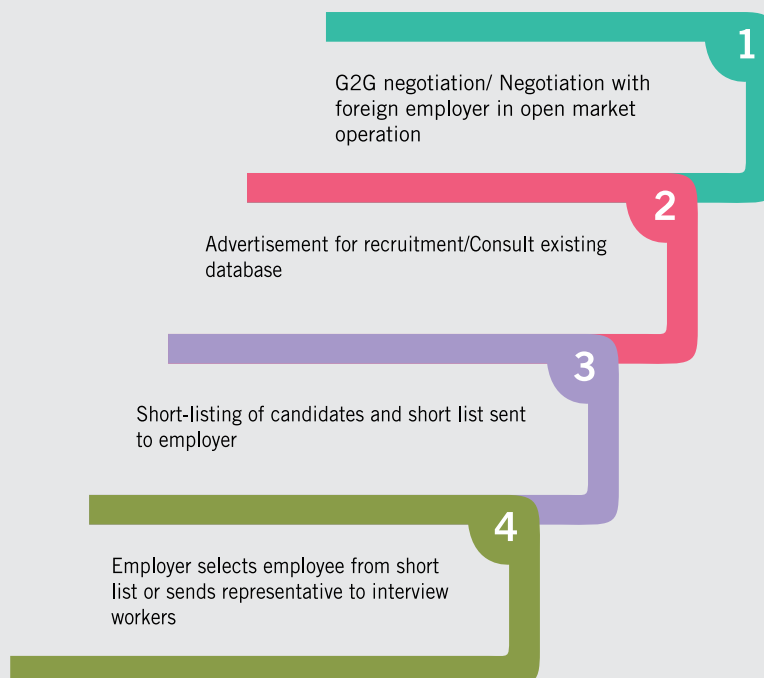 1
G2G negotiation/ Negotiation with
foreign employer in open market
operation
2
Advertisement for recruitment/Consult existing
database
3
Short-listing of candidates and short list sent
to employer
4
Employer selects employee from short
list or sends representative to interview
workers